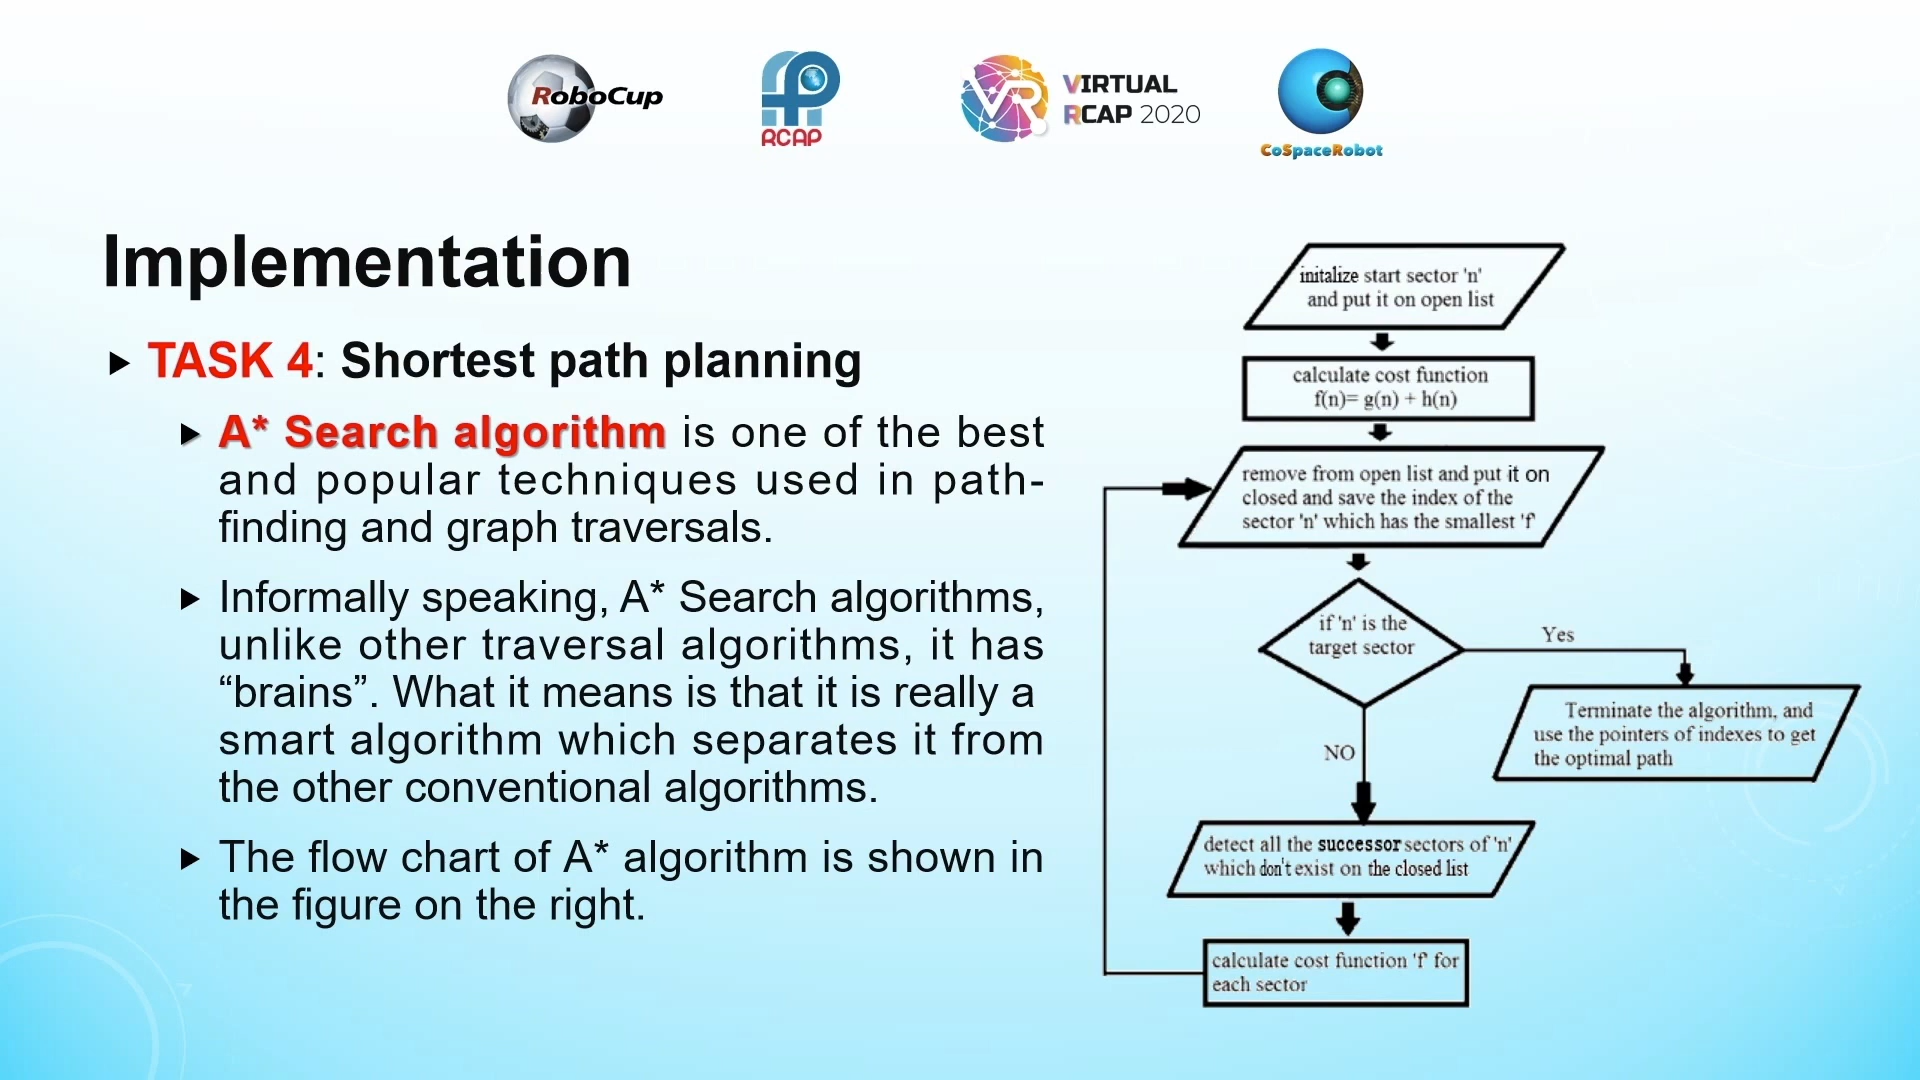 RoboCup
RCAP
VR
VIRTUAL
RCAP 2020
CoSpaceRobot
Implementation
TASK 4: Shortest path planning
A* Search algorithm is one of the best
and popular techniques used in path-
finding and graph traversals.
Informally speaking, A* Search algorithms,
unlike other traversal algorithms, it has
“brains”. What it means is that it is really a
smart algorithm which separates it from
the other conventional algorithms.
The flow chart of A* algorithm is shown in
the figure on the right.
initalize start sector 'n'
and put it on open list
calculate cost function
f(n)= g(n) + h(n)
remove from open list and put it on
closed and save the index of the
sector 'n' which has the smallest 'f'
if 'n' is the
target sector
Yes
Terminate the algorithm, and
use the pointers of indexes to get
the optimal path
NO
detect all the successor sectors of 'n'
which don't exist on the closed list
calculate cost function 'f' for
each sector